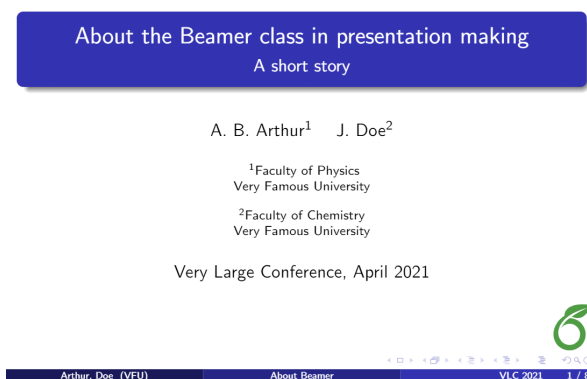 About the Beamer class in presentation making
A short story
A. B. Arthur¹ J. Doe²
¹Faculty of Physics
Very Famous University
²Faculty of Chemistry
Very Famous University
Very Large Conference, April 2021
Arthur, Doe (VFU) About Beamer VLC 2021 1 /